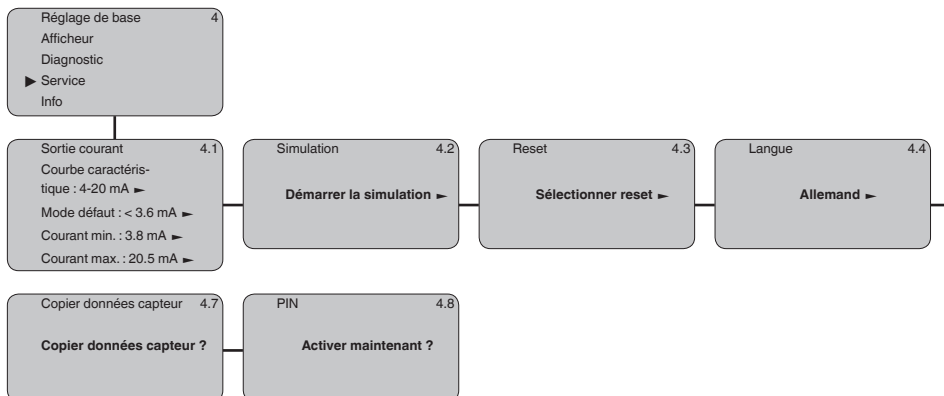 Réglage de base 4
Afficheur
Diagnostic
▶ Service
Info
Sortie courant 4.1
Courbe caractéris-
tique : 4-20 mA ►
Mode défaut : < 3.6 mA ►
Courant min. : 3.8 mA ►
Courant max. : 20.5 mA ►
Simulation 4.2
Démarrer la simulation ►
Reset 4.3
Sélectionner reset ►
Langue 4.4
Allemand ►
Copier données capteur 4.7
Copier données capteur ?
PIN 4.8
Activer maintenant ?